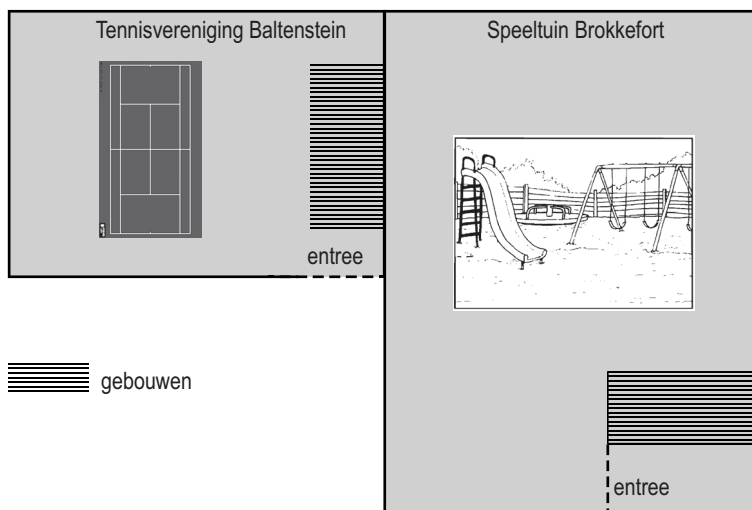 Tennisvereniging Baltenstein
Speeltuin Brokkefort
entree
gebouwen
entree